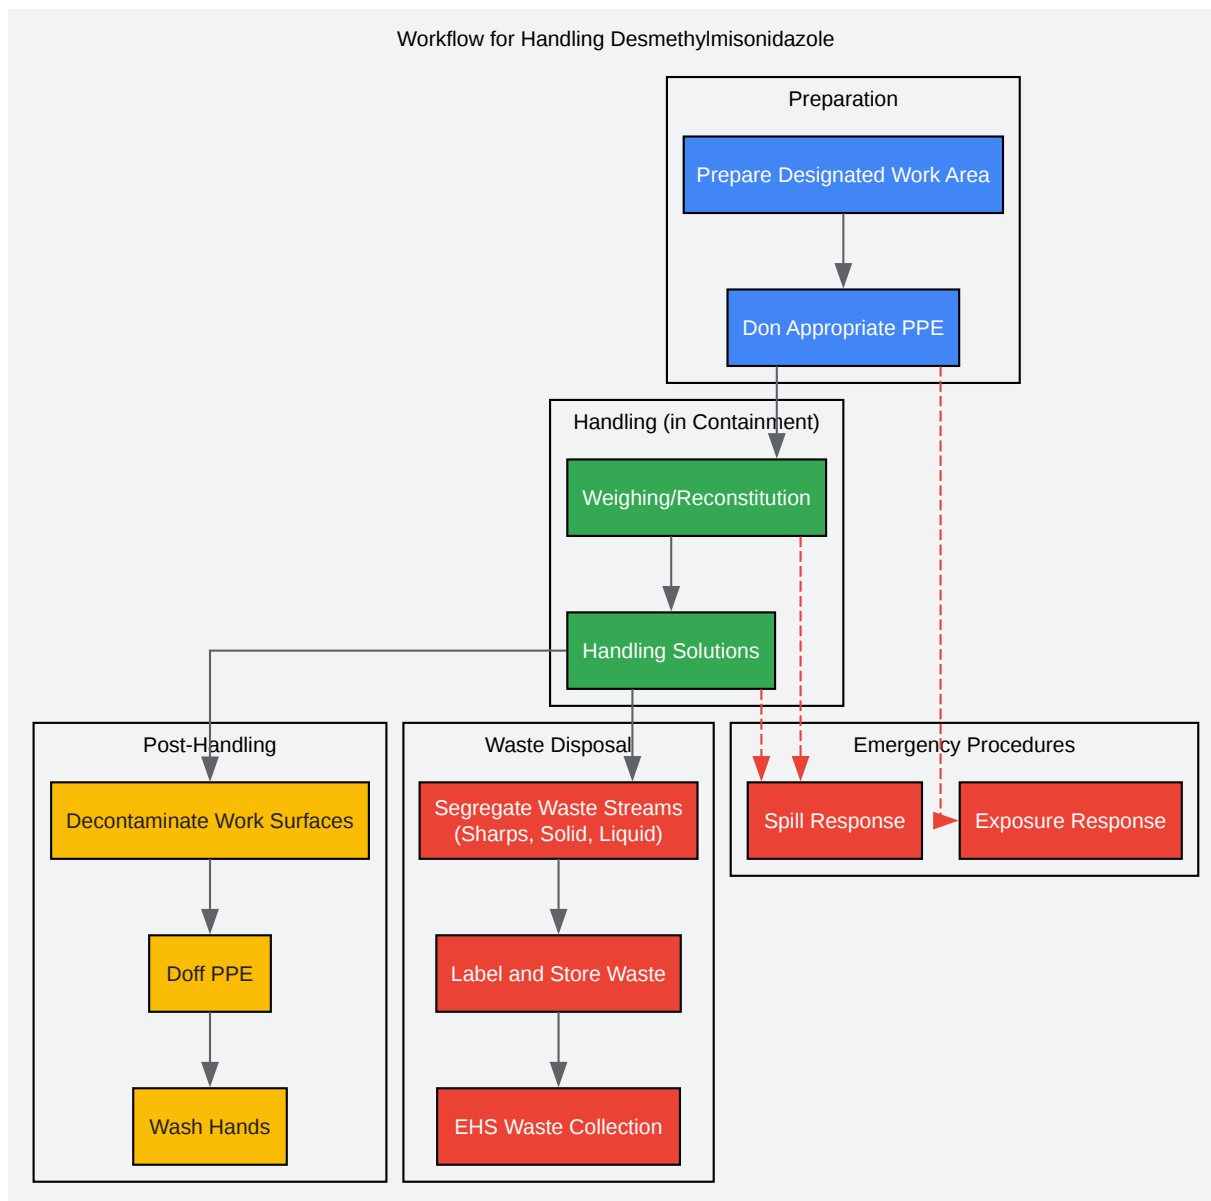 Workflow for Handling Desmethylmisonidazole
Preparation
Prepare Designated Work Area
Don Appropriate PPE
Handling (in Containment)
Weighing/Reconstitution
Handling Solutions
Post-Handling
Decontaminate Work Surfaces
Doff PPE
Wash Hands
Waste Disposal
Segregate Waste Streams
(Sharps, Solid, Liquid)
Label and Store Waste
EHS Waste Collection
Emergency Procedures
Spill Response
Exposure Response